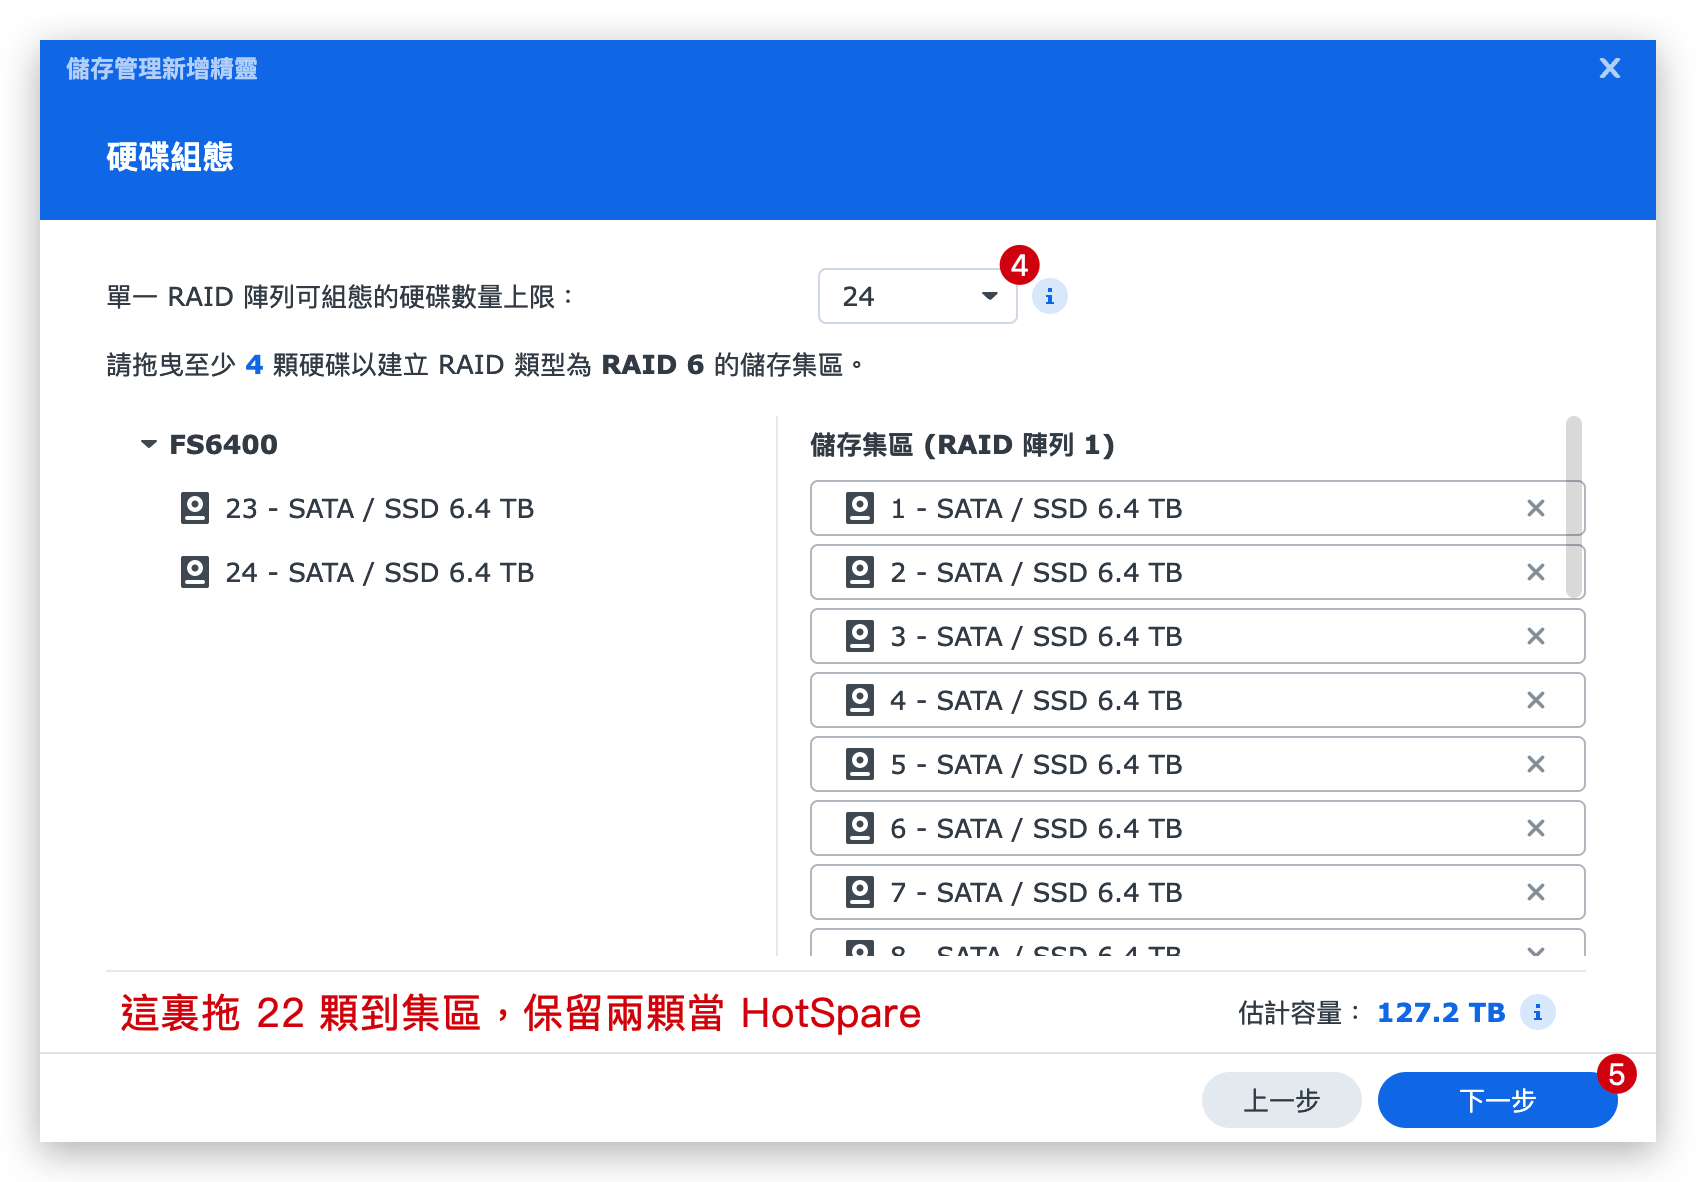 儲存管理新增精靈
硬碟組態
單一 RAID 陣列可組態的硬碟數量上限：
24
4
請拖曳至少 4 顆硬碟以建立 RAID 類型為 RAID 6 的儲存集區。
FS6400
23 - SATA / SSD 6.4 TB
24 - SATA / SSD 6.4 TB
儲存集區 (RAID 陣列 1)
1 - SATA / SSD 6.4 TB
2 - SATA / SSD 6.4 TB
3 - SATA / SSD 6.4 TB
4 - SATA / SSD 6.4 TB
5 - SATA / SSD 6.4 TB
6 - SATA / SSD 6.4 TB
7 - SATA / SSD 6.4 TB
8 - SATA / SSD 6.4 TB
這裏拖 22 顆到集區，保留兩顆當 HotSpare
估計容量： 127.2 TB
上一步
下一步
5